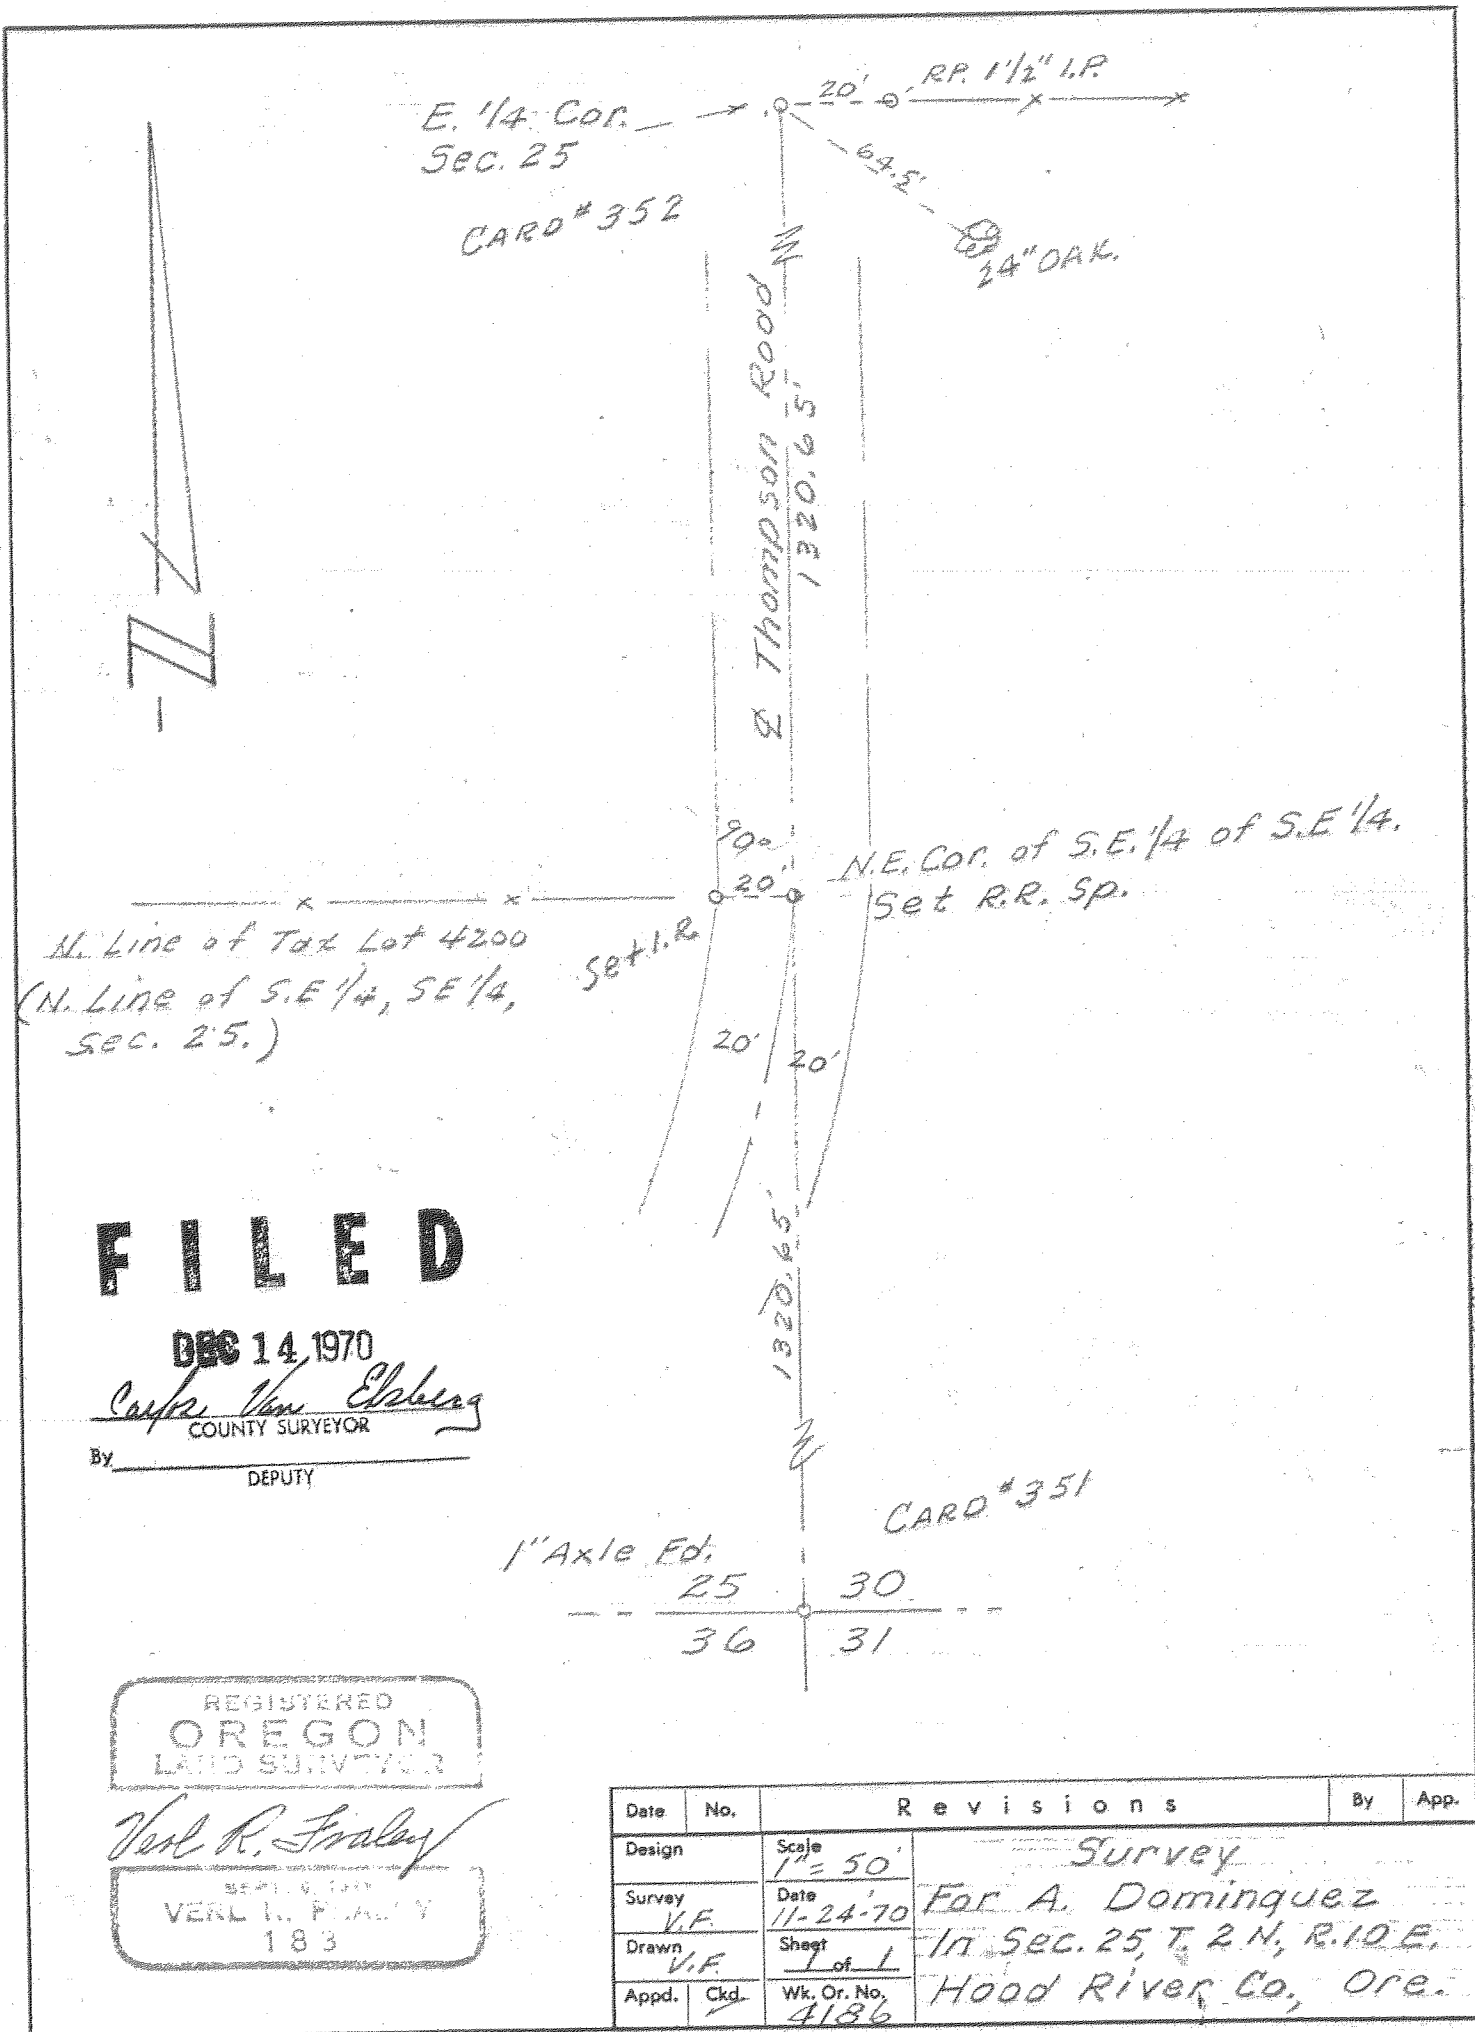 20' RP. 1 1/2" I.P.
E. 1/4 Cor.
Sec. 25
64.5'
CARD # 352
24" OAK.
℄ Thompson Road
1320.65'
90°
N.E. Cor. of S.E. 1/4 of S.E 1/4.
20'
Set R.R. Sp.
N. Line of Tax Lot 4200
Set I.R.
(N. Line of S.E 1/4, SE 1/4,
Sec. 25.)
20'
20'
1320.65'
FILED
DEC 14 1970
COUNTY SURVEYOR
By
DEPUTY
CARD # 351
1" Axle Fd.
25 30
36 31
REGISTERED
OREGON
LAND SURVEYOR
Verl R. Fraley
VERL
183
Date No. Revisions By App.
Design Scale 1" = 50'
Survey V.F. Date 11-24-70
Drawn V.F. Sheet 1 of 1
Appd. Ckd. Wk. Or. No. 4186
Survey
For A. Dominquez
In Sec. 25, T. 2 N., R. 10 E.
Hood River Co., Ore.